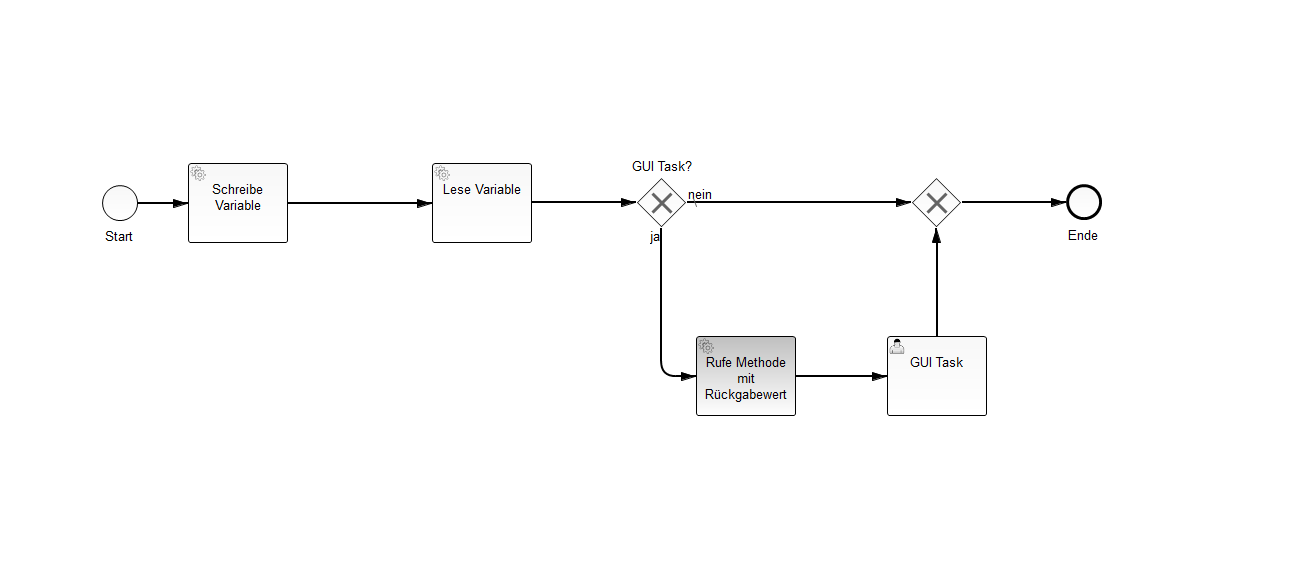 Start
Schreibe
Variable
Lese Variable
GUI Task?
nein
ja
Rufe Methode
mit
Rückgabewert
GUI Task
Ende